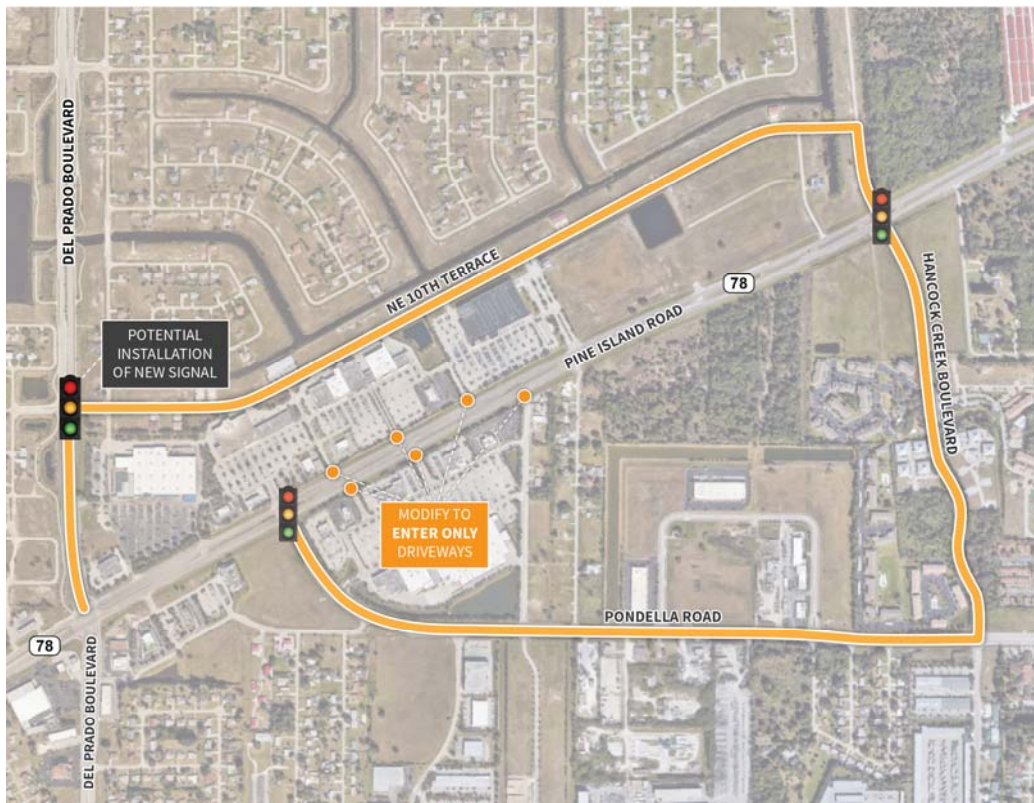 DEL PRADO BOULEVARD
POTENTIAL
INSTALLATION
OF NEW SIGNAL
NE 10TH TERRACE
78
PINE ISLAND ROAD
HANCOCK CREEK BOULEVARD
MODIFY TO
ENTER ONLY
DRIVEWAYS
PONDELLA ROAD
78
DEL PRADO BOULEVARD